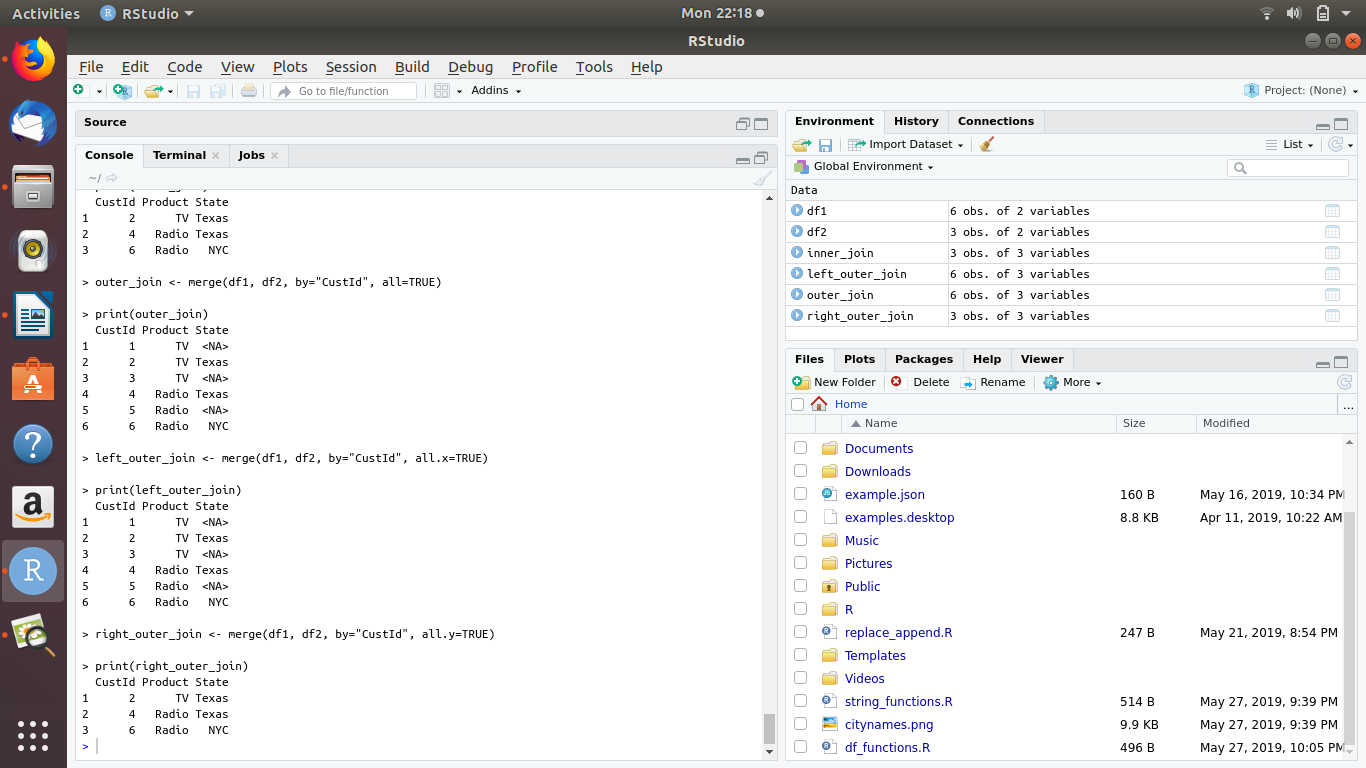 Activities RStudio Mon 22:18
RStudio
File Edit Code View Plots Session Build Debug Profile Tools Help
Go to file/function Addins Project: (None)
Source
Console Terminal Jobs
~/
CustId Product State
1 2 TV Texas
2 4 Radio Texas
3 6 Radio NYC
> outer_join <- merge(df1, df2, by="CustId", all=TRUE)
> print(outer_join)
CustId Product State
1 1 TV <NA>
2 2 TV Texas
3 3 TV <NA>
4 4 Radio Texas
5 5 Radio <NA>
6 6 Radio NYC
> left_outer_join <- merge(df1, df2, by="CustId", all.x=TRUE)
> print(left_outer_join)
CustId Product State
1 1 TV <NA>
2 2 TV Texas
3 3 TV <NA>
4 4 Radio Texas
5 5 Radio <NA>
6 6 Radio NYC
> right_outer_join <- merge(df1, df2, by="CustId", all.y=TRUE)
> print(right_outer_join)
CustId Product State
1 2 TV Texas
2 4 Radio Texas
3 6 Radio NYC
>
Environment History Connections
Import Dataset List
Global Environment
Data
df1 6 obs. of 2 variables
df2 3 obs. of 2 variables
inner_join 3 obs. of 3 variables
left_outer_join 6 obs. of 3 variables
outer_join 6 obs. of 3 variables
right_outer_join 3 obs. of 3 variables
Files Plots Packages Help Viewer
New Folder Delete Rename More
Home ...
Name Size Modified
Documents
Downloads
example.json 160 B May 16, 2019, 10:34 PM
examples.desktop 8.8 KB Apr 11, 2019, 10:22 AM
Music
Pictures
Public
R
replace_append.R 247 B May 21, 2019, 8:54 PM
Templates
Videos
string_functions.R 514 B May 27, 2019, 9:39 PM
citynames.png 9.9 KB May 27, 2019, 9:39 PM
df_functions.R 496 B May 27, 2019, 10:05 PM